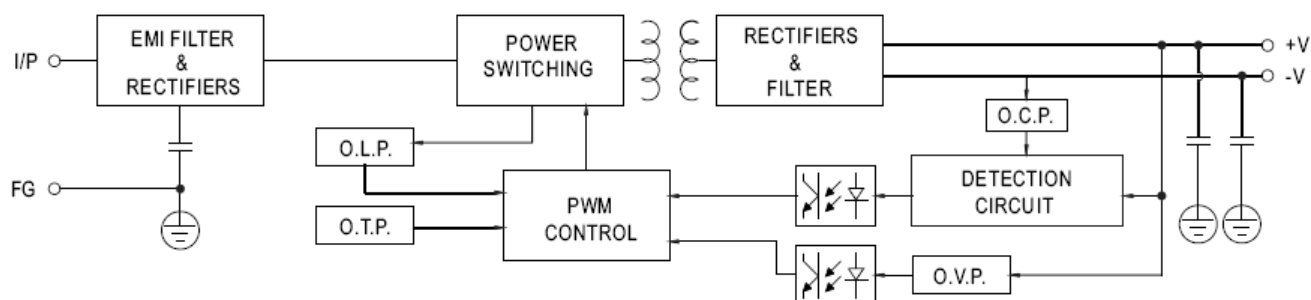 I/P
EMI FILTER
&
RECTIFIERS
POWER
SWITCHING
RECTIFIERS
&
FILTER
+V
-V
O.C.P.
O.L.P.
DETECTION
CIRCUIT
FG
O.T.P.
PWM
CONTROL
O.V.P.